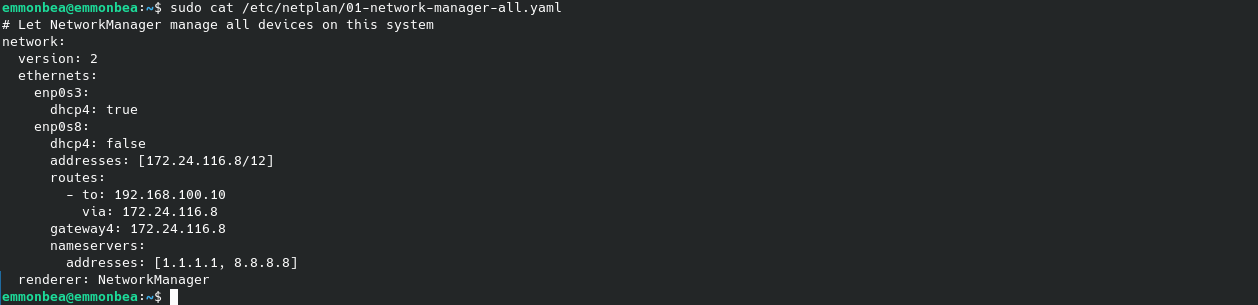 emmonbea@emmonbea:~$ sudo cat /etc/netplan/01-network-manager-all.yaml
# Let NetworkManager manage all devices on this system
network:
  version: 2
  ethernets:
    enp0s3:
      dhcp4: true
    enp0s8:
      dhcp4: false
      addresses: [172.24.116.8/12]
      routes:
        - to: 192.168.100.10
          via: 172.24.116.8
      gateway4: 172.24.116.8
      nameservers:
        addresses: [1.1.1.1, 8.8.8.8]
  renderer: NetworkManager
emmonbea@emmonbea:~$